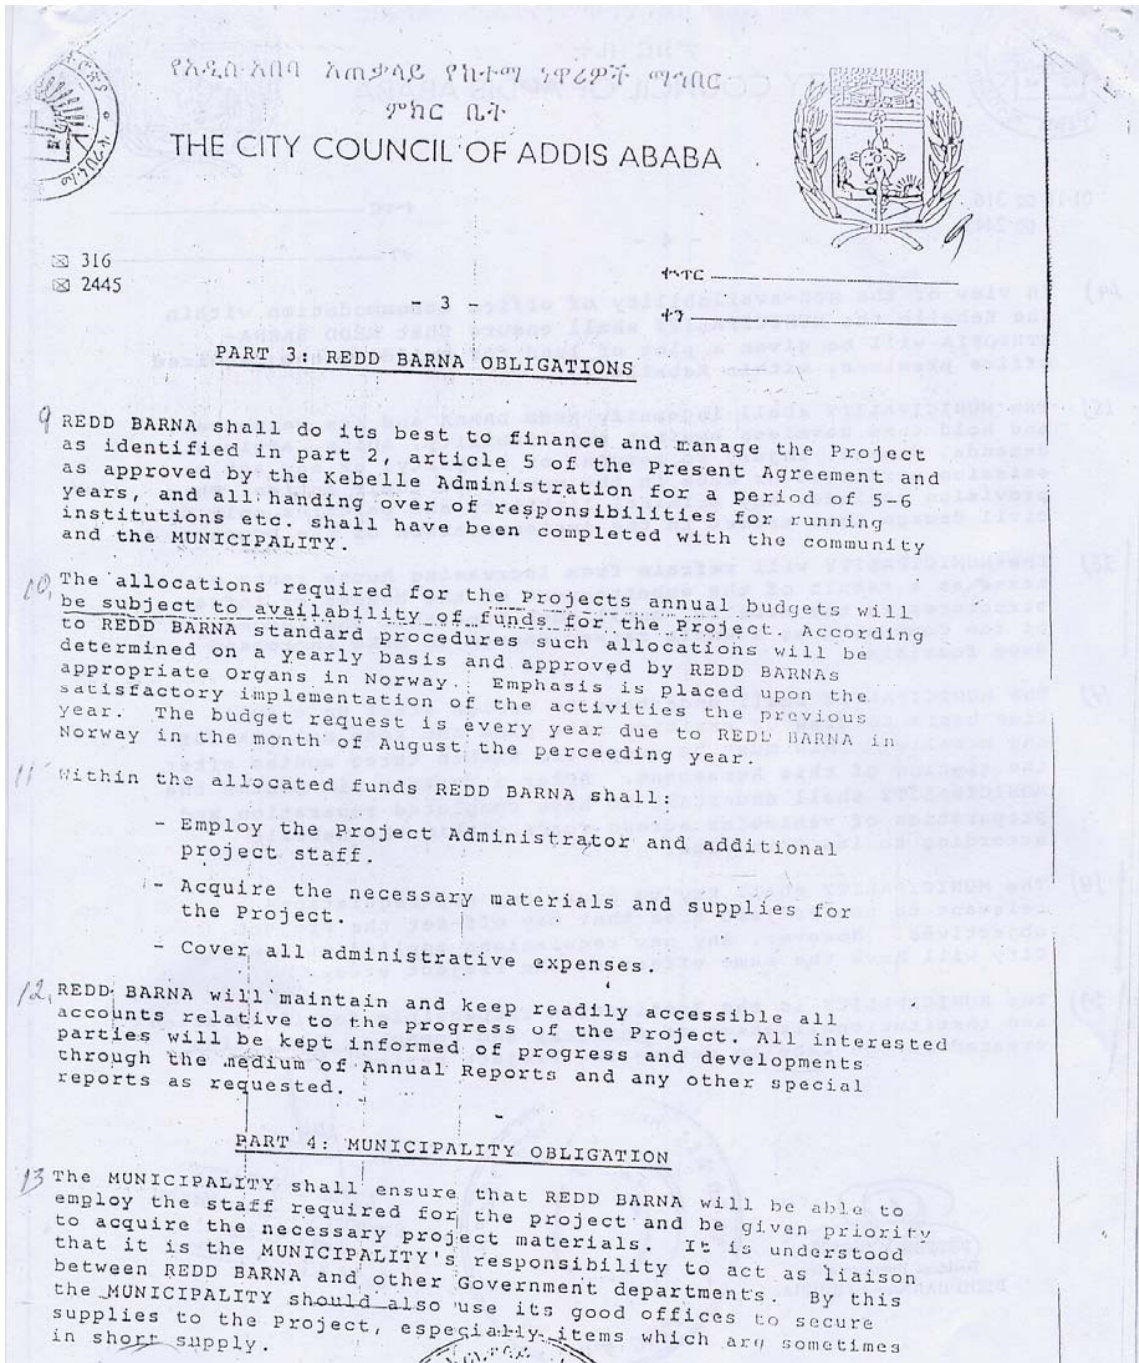 የአዲስ አበባ አጠቃላይ የከተማ ነዋሪዎች ማኅበር
ምክር ቤት
THE CITY COUNCIL OF ADDIS ABABA
316
2445
ቁጥር
ቀን
- 3 -
PART 3: REDD BARNA OBLIGATIONS
9 REDD BARNA shall do its best to finance and manage the Project
as identified in part 2, article 5 of the Present Agreement and
as approved by the Kebelle Administration for a period of 5-6
years, and all handing over of responsibilities for running
institutions etc. shall have been completed with the community
and the MUNICIPALITY.
10, The allocations required for the Projects annual budgets will
be subject to availability of funds for the Project. According
to REDD BARNA standard procedures such allocations will be
determined on a yearly basis and approved by REDD BARNAs
appropriate Organs in Norway. Emphasis is placed upon the
satisfactory implementation of the activities the previous
year. The budget request is every year due to REDD BARNA in
Norway in the month of August the perceeding year.
11 Within the allocated funds REDD BARNA shall:
- Employ the Project Administrator and additional
project staff.
- Acquire the necessary materials and supplies for
the Project.
- Cover all administrative expenses.
12, REDD BARNA will maintain and keep readily accessible all
accounts relative to the progress of the Project. All interested
parties will be kept informed of progress and developments
through the medium of Annual Reports and any other special
reports as requested.
PART 4: MUNICIPALITY OBLIGATION
13 The MUNICIPALITY shall ensure that REDD BARNA will be able to
employ the staff required for the project and be given priority
to acquire the necessary project materials. It is understood
that it is the MUNICIPALITY's responsibility to act as liaison
between REDD BARNA and other Government departments. By this
the MUNICIPALITY should also use its good offices to secure
supplies to the Project, especially items which are sometimes
in short supply.